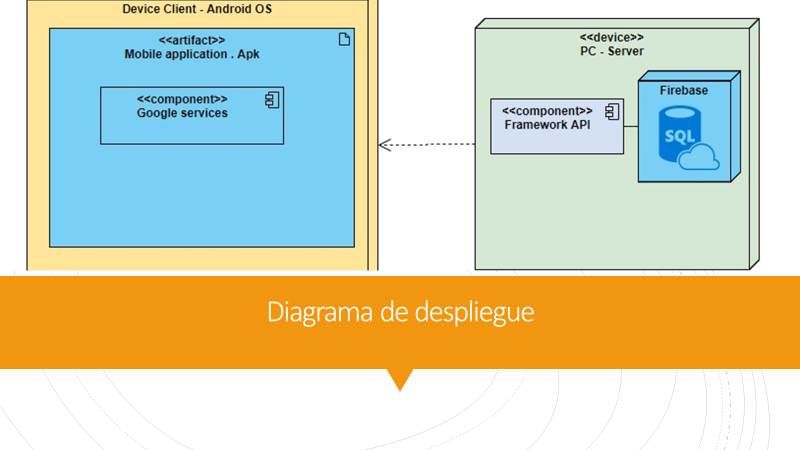 Device Client - Android OS
<<artifact>>
Mobile application . Apk
<<component>>
Google services
<<device>>
PC - Server
<<component>>
Framework API
Firebase
SQL
Diagrama de despliegue